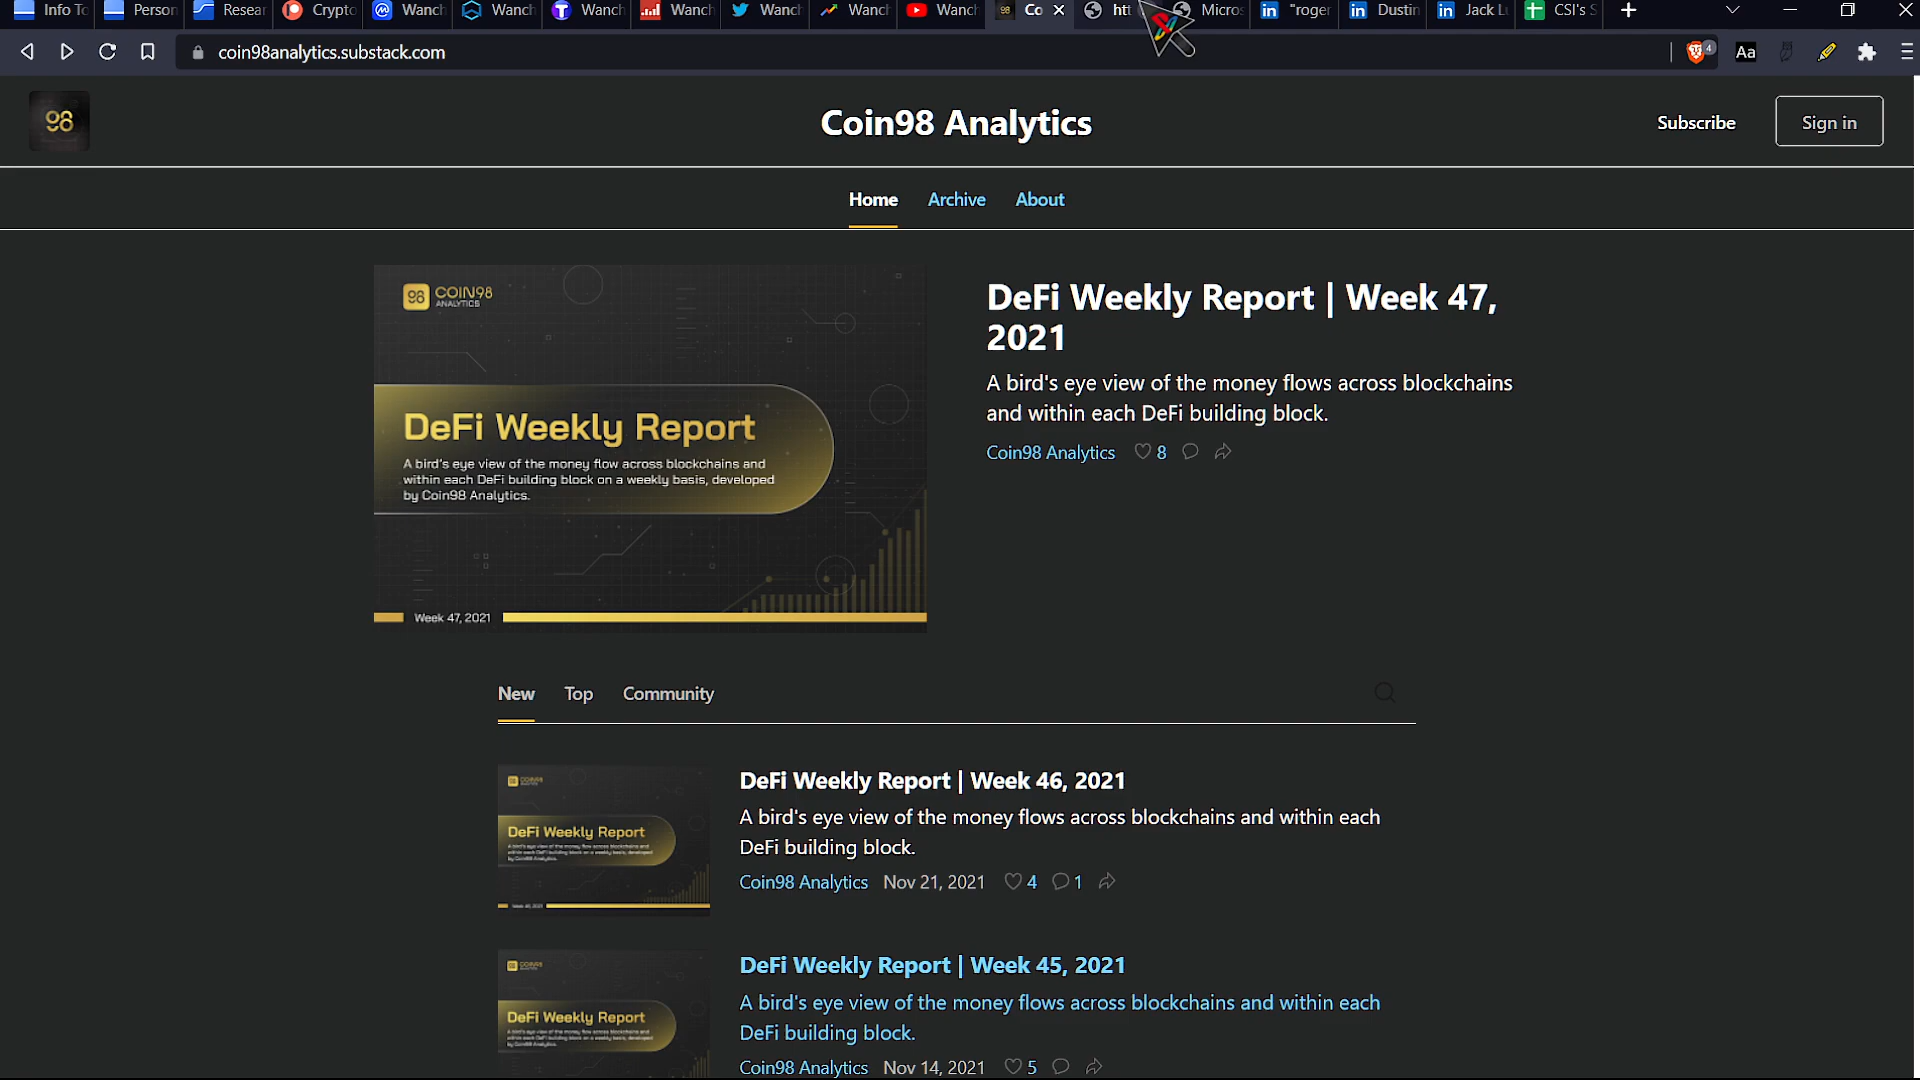 Info To
Person
Resear
Crypto
Wanch
Wanch
Wanch
Wanch
Wanch
Wanch
Wanch
Co
htt
Micros
"roger
Dustin
Jack Lu
CSI's S
coin98analytics.substack.com
4
Aa
98
Coin98 Analytics
Subscribe
Sign in
Home
Archive
About
98 COIN98
ANALYTICS
DeFi Weekly Report
A bird's eye view of the money flow across blockchains and
within each DeFi building block on a weekly basis, developed
by Coin98 Analytics.
Week 47, 2021
DeFi Weekly Report | Week 47,
2021
A bird's eye view of the money flows across blockchains
and within each DeFi building block.
Coin98 Analytics 8
New
Top
Community
DeFi Weekly Report
DeFi Weekly Report | Week 46, 2021
A bird's eye view of the money flows across blockchains and within each
DeFi building block.
Coin98 Analytics Nov 21, 2021 4 1
DeFi Weekly Report
DeFi Weekly Report | Week 45, 2021
A bird's eye view of the money flows across blockchains and within each
DeFi building block.
Coin98 Analytics Nov 14, 2021 5